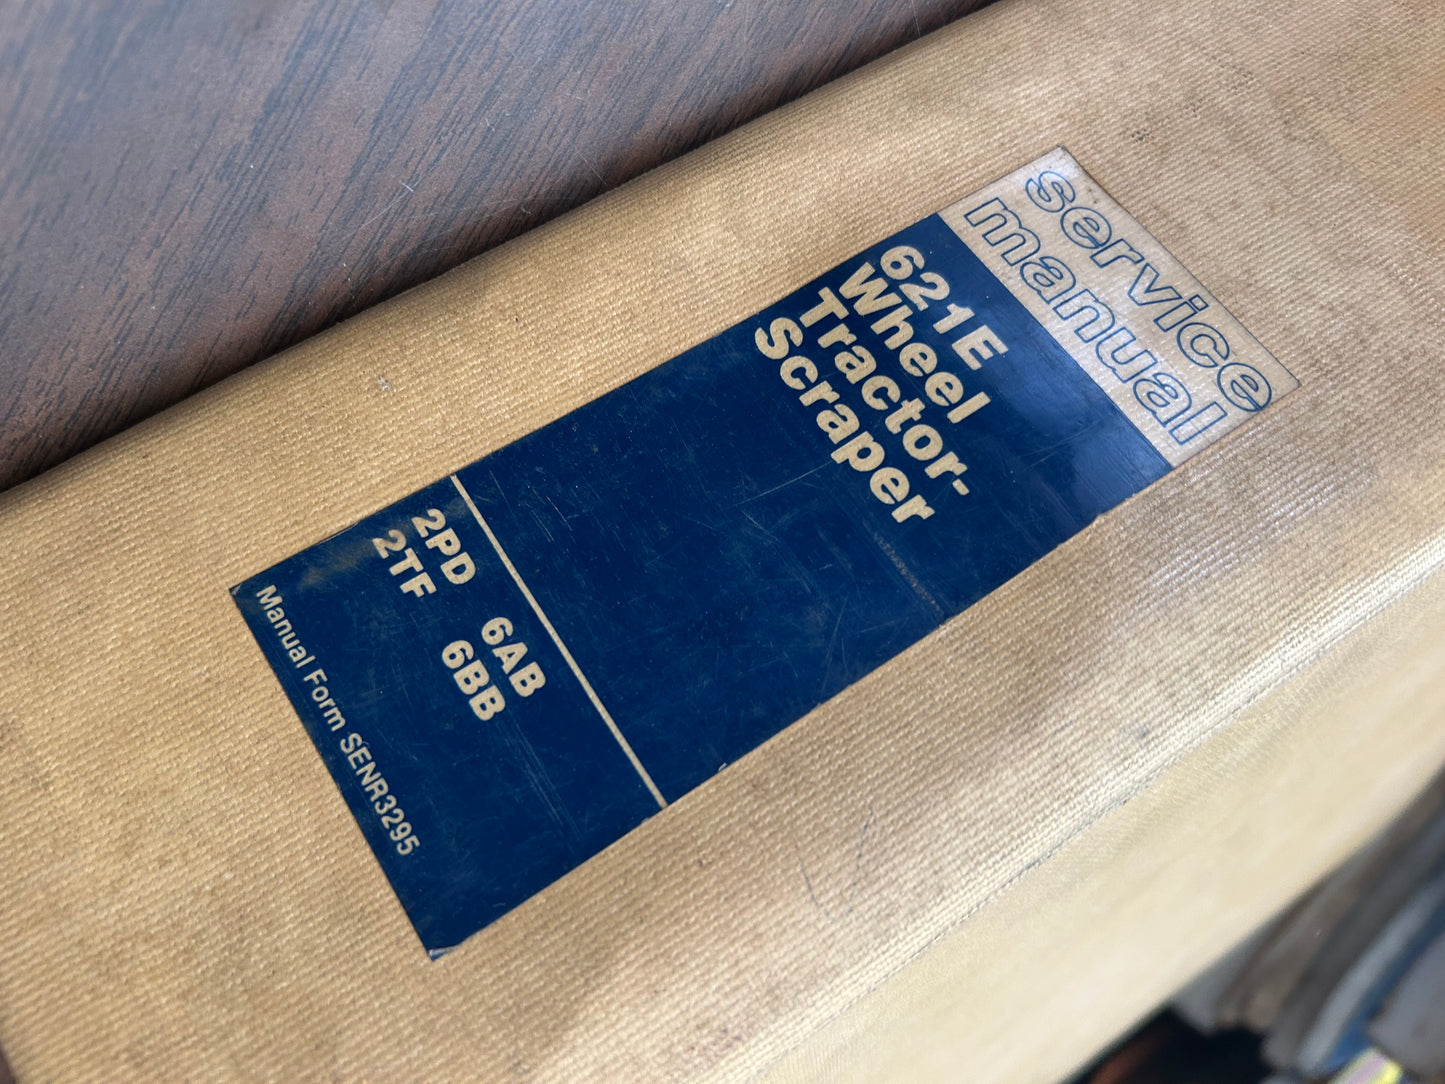 service
manual
621E
Wheel
Tractor-
Scraper
2PD 6AB
2TF 6BB
Manual Form SENR3295